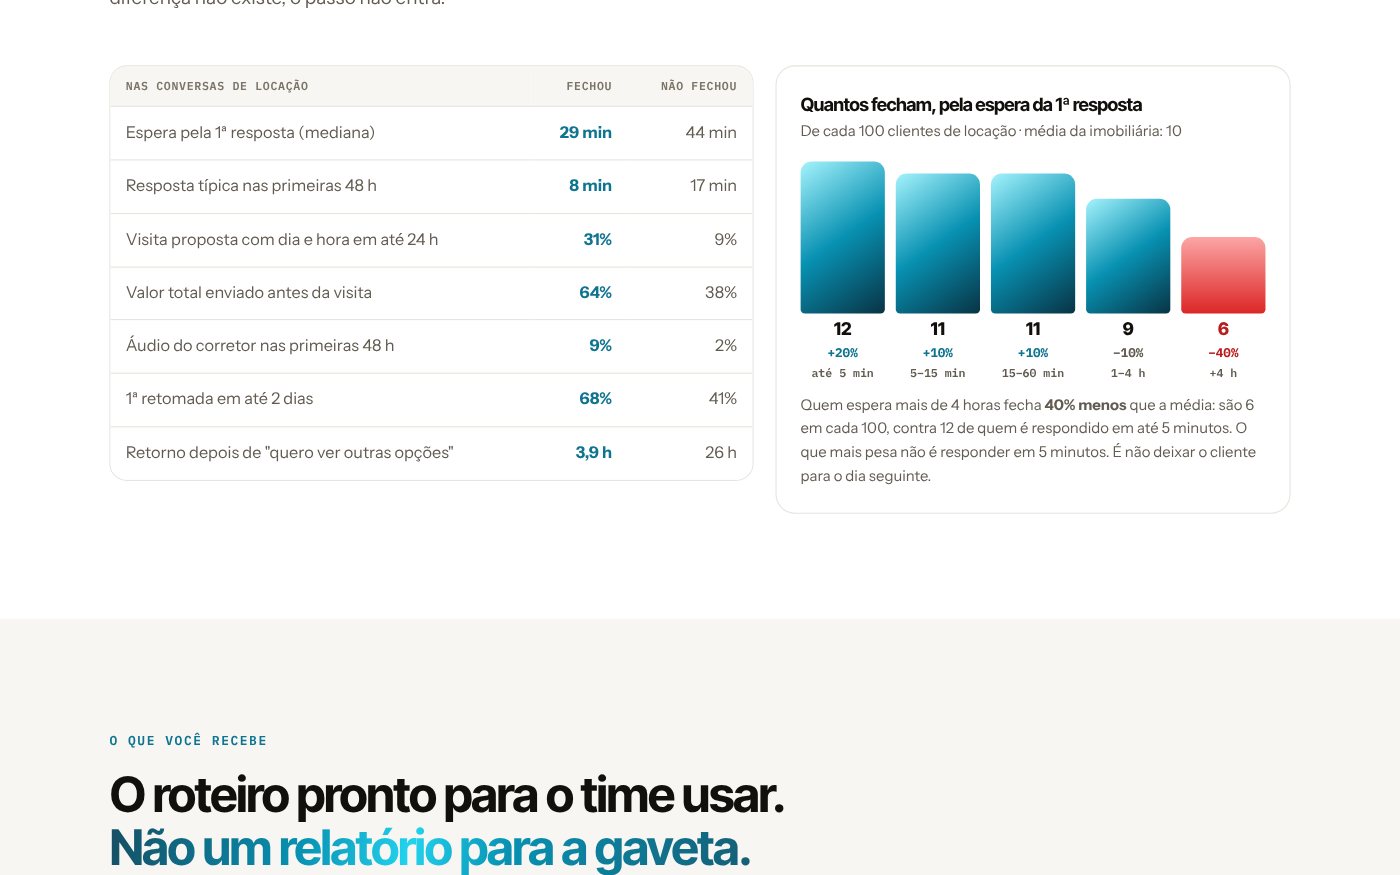 diferença não existe, o passo não entra.
NAS CONVERSAS DE LOCAÇÃO FECHOU NÃO FECHOU
Espera pela 1ª resposta (mediana) 29 min 44 min
Resposta típica nas primeiras 48 h 8 min 17 min
Visita proposta com dia e hora em até 24 h 31% 9%
Valor total enviado antes da visita 64% 38%
Áudio do corretor nas primeiras 48 h 9% 2%
1ª retomada em até 2 dias 68% 41%
Retorno depois de "quero ver outras opções" 3,9 h 26 h
Quantos fecham, pela espera da 1ª resposta
De cada 100 clientes de locação · média da imobiliária: 10
12 11 11 9 6
+20% +10% +10% −10% −40%
até 5 min 5–15 min 15–60 min 1–4 h +4 h
Quem espera mais de 4 horas fecha 40% menos que a média: são 6
em cada 100, contra 12 de quem é respondido em até 5 minutos. O
que mais pesa não é responder em 5 minutos. É não deixar o cliente
para o dia seguinte.
O QUE VOCÊ RECEBE
O roteiro pronto para o time usar.
Não um relatório para a gaveta.